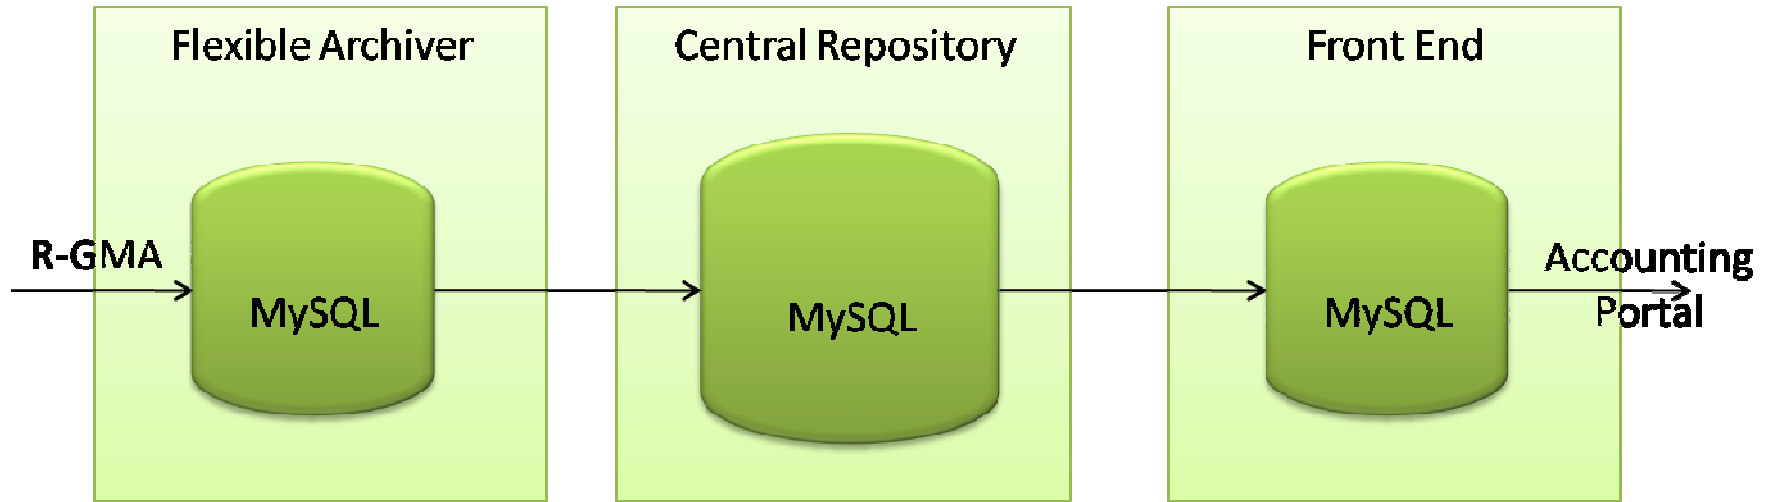 Flexible Archiver
Central Repository
Front End
R-GMA
MySQL
MySQL
MySQL
Accounting
Portal